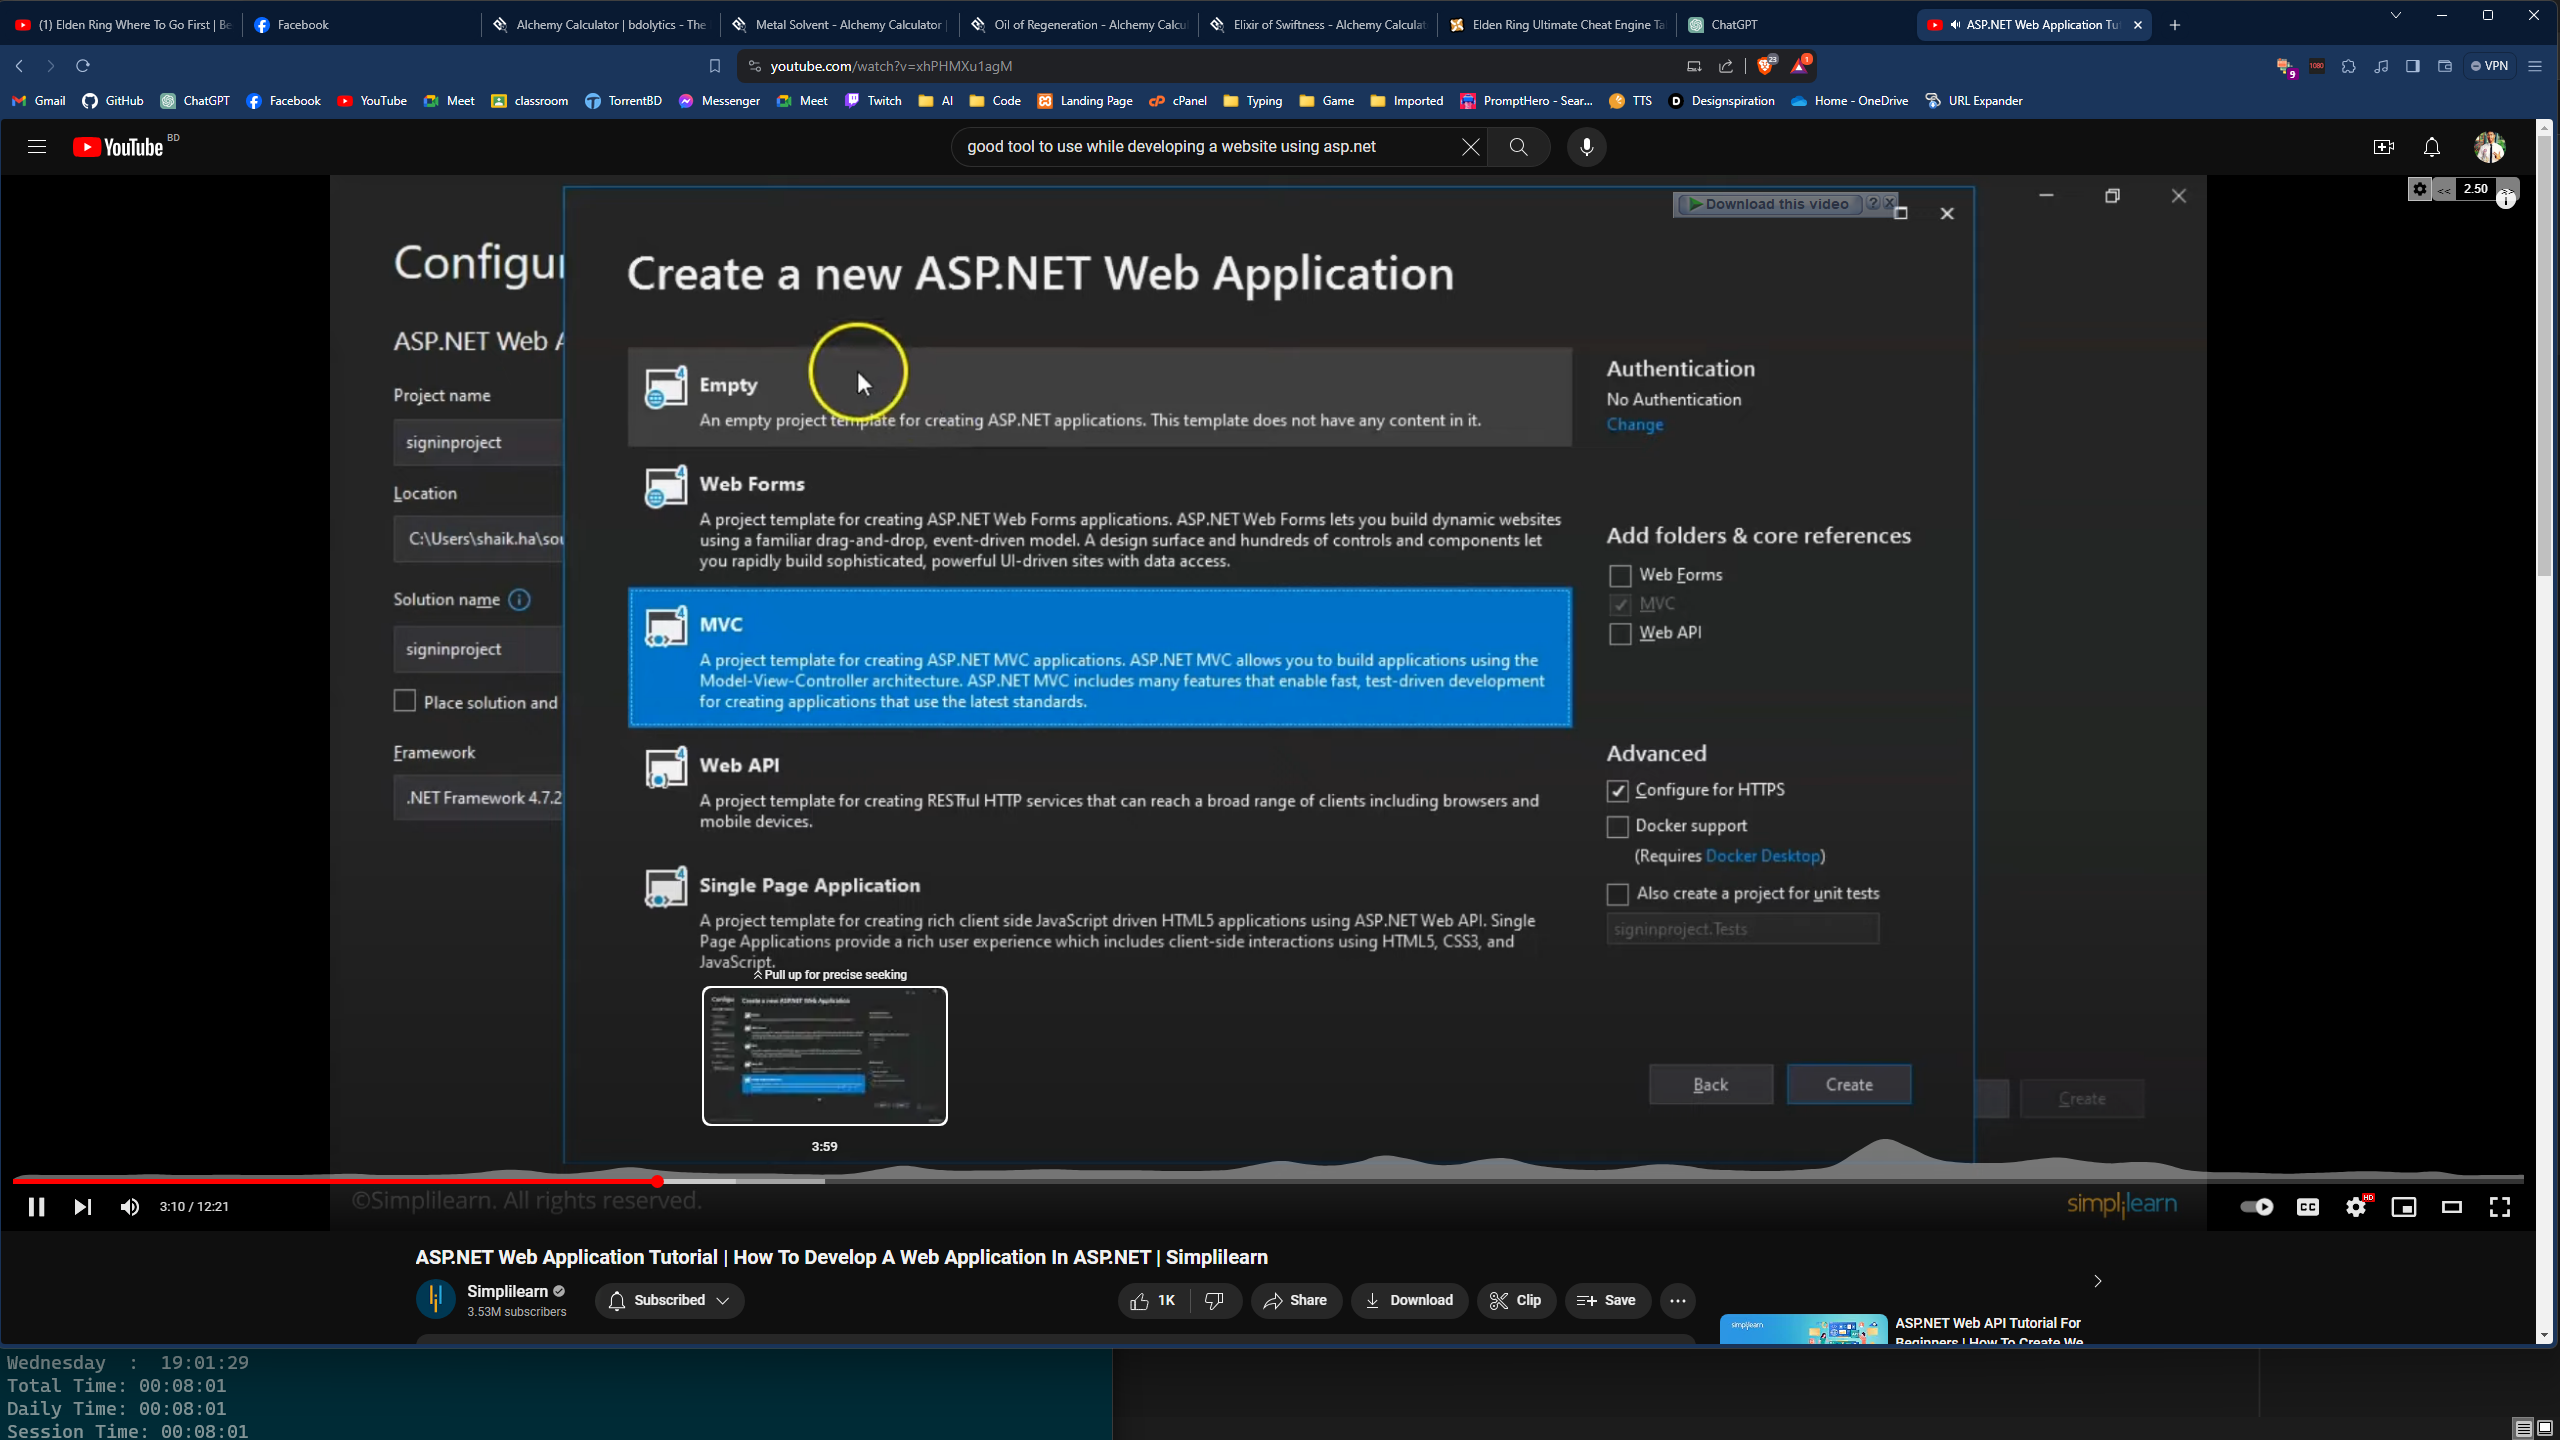 (1) Elden Ring Where To Go First | Be
Facebook
Alchemy Calculator | bdolytics - The
Metal Solvent - Alchemy Calculator
Oil of Regeneration - Alchemy Calcu
Elixir of Swiftness - Alchemy Calculat
Elden Ring Ultimate Cheat Engine Ta
ChatGPT
ASP.NET Web Application Tut
youtube.com/watch?v=xhPHMXu1agM
23
1
9
1080
VPN
Gmail
GitHub
ChatGPT
Facebook
YouTube
Meet
classroom
TorrentBD
Messenger
Meet
Twitch
AI
Code
Landing Page
cPanel
Typing
Game
Imported
PromptHero - Sear...
TTS
Designspiration
Home - OneDrive
URL Expander
YouTube BD
good tool to use while developing a website using asp.net
Download this video
<< 2.50
Configur
Create a new ASP.NET Web Application
ASP.NET Web A
Project name
signinproject
Location
C:\Users\shaik.ha\sou
Solution name
signinproject
Place solution and
Framework
.NET Framework 4.7.2
Empty
An empty project template for creating ASP.NET applications. This template does not have any content in it.
Web Forms
A project template for creating ASP.NET Web Forms applications. ASP.NET Web Forms lets you build dynamic websites
using a familiar drag-and-drop, event-driven model. A design surface and hundreds of controls and components let
you rapidly build sophisticated, powerful UI-driven sites with data access.
MVC
A project template for creating ASP.NET MVC applications. ASP.NET MVC allows you to build applications using the
Model-View-Controller architecture. ASP.NET MVC includes many features that enable fast, test-driven development
for creating applications that use the latest standards.
Web API
A project template for creating RESTful HTTP services that can reach a broad range of clients including browsers and
mobile devices.
Single Page Application
A project template for creating rich client side JavaScript driven HTML5 applications using ASP.NET Web API. Single
Page Applications provide a rich user experience which includes client-side interactions using HTML5, CSS3, and
JavaScript.
Authentication
No Authentication
Change
Add folders & core references
Web Forms
MVC
Web API
Advanced
Configure for HTTPS
Docker support
(Requires Docker Desktop)
Also create a project for unit tests
signinproject.Tests
Back
Create
Create
Pull up for precise seeking
Create a new ASP.NET Web Application
3:59
3:10 / 12:21
©Simplilearn. All rights reserved.
simplilearn
CC
HD
ASP.NET Web Application Tutorial | How To Develop A Web Application In ASP.NET | Simplilearn
Simplilearn
3.53M subscribers
Subscribed
1K
Share
Download
Clip
Save
simplilearn
ASP.NET Web API Tutorial For
Beginners | How To Create We
Wednesday : 19:01:29
Total Time: 00:08:01
Daily Time: 00:08:01
Session Time: 00:08:01